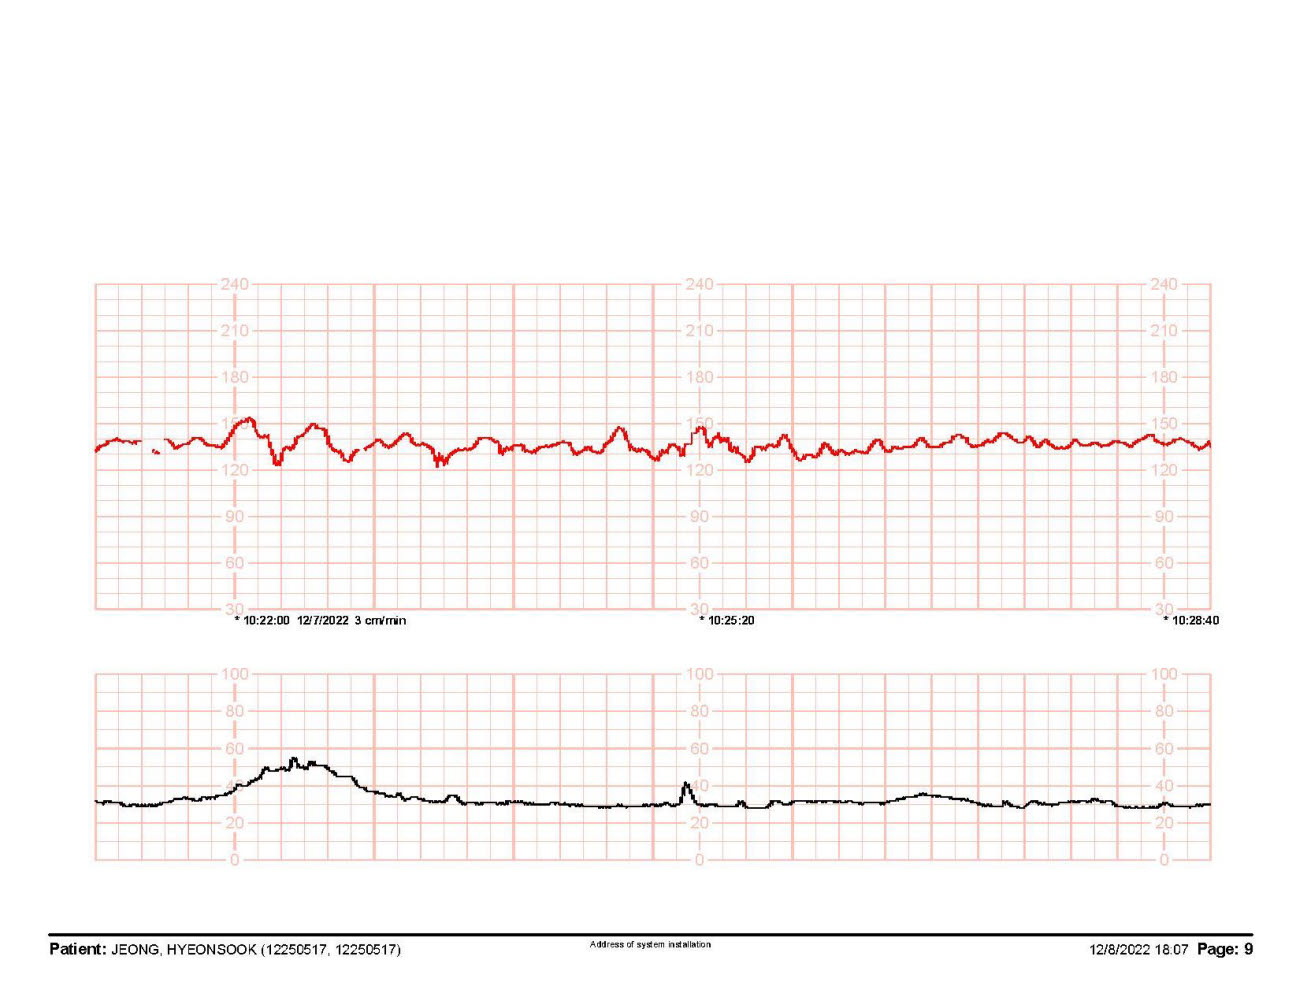 240 240 240
210 210 210
180 180 180
150 150 150
120 120 120
90 90 90
60 60 60
30 30 30
* 10:22:00 12/7/2022 3 cm/min * 10:25:20 * 10:28:40
100 100 100
80 80 80
60 60 60
40 40 40
20 20 20
0 0 0
Patient: JEONG, HYEONSOOK (12250517, 12250517) Address of system installation 12/8/2022 18:07 Page: 9